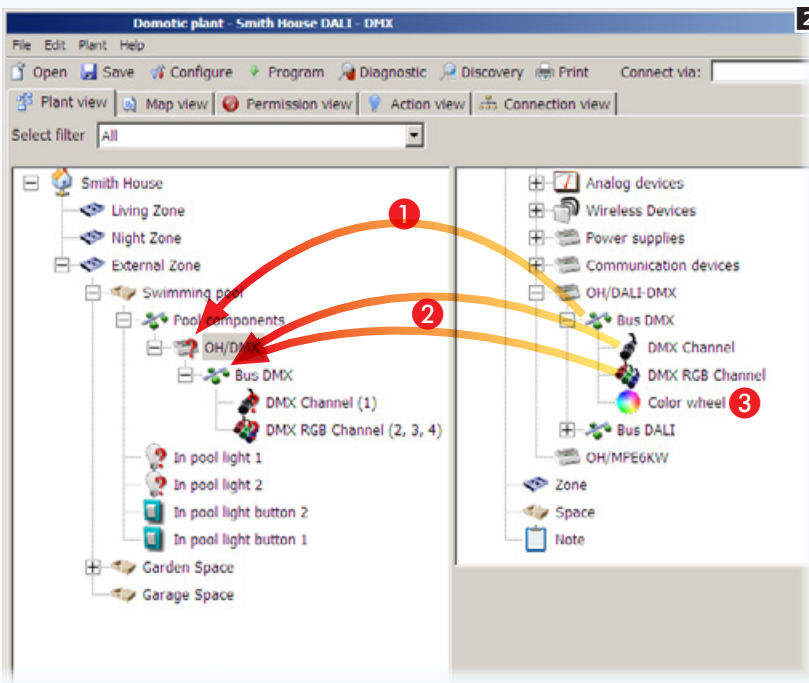 Domotic plant - Smith House DALI - DMX
2
File Edit Plant Help
Open Save Configure Program Diagnostic Discovery Print Connect via:
Plant view Map view Permission view Action view Connection view
Select filter All
Smith House
Living Zone
Night Zone
External Zone
Swimming pool
Pool components
OH/DMX
Bus DMX
DMX Channel (1)
DMX RGB Channel (2, 3, 4)
In pool light 1
In pool light 2
In pool light button 2
In pool light button 1
Garden Space
Garage Space
1
2
Analog devices
Wireless Devices
Power supplies
Communication devices
OH/DALI-DMX
Bus DMX
DMX Channel
DMX RGB Channel
Color wheel 3
Bus DALI
OH/MPE6KW
Zone
Space
Note